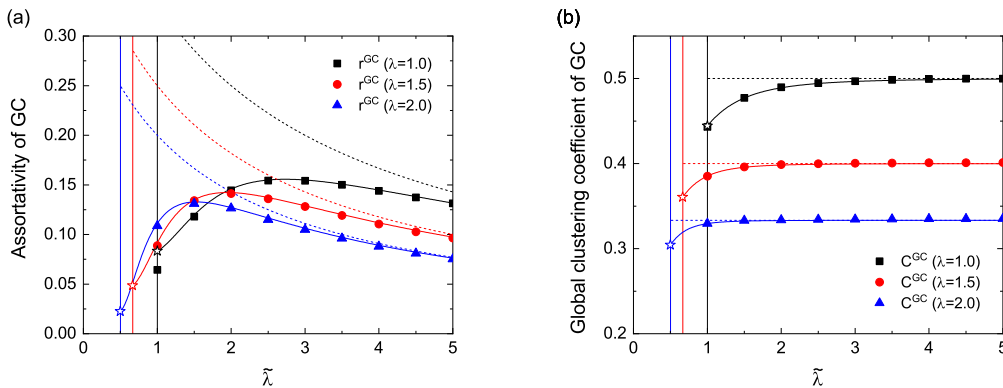 (a)
Assortativity of GC
0.30
0.25
0.20
0.15
0.10
0.05
0.00
r^GC (λ=1.0)
r^GC (λ=1.5)
r^GC (λ=2.0)
0 1 2 3 4 5
λ̃
(b)
Global clustering coefficient of GC
0.5
0.4
0.3
0.2
C^GC (λ=1.0)
C^GC (λ=1.5)
C^GC (λ=2.0)
0 1 2 3 4 5
λ̃